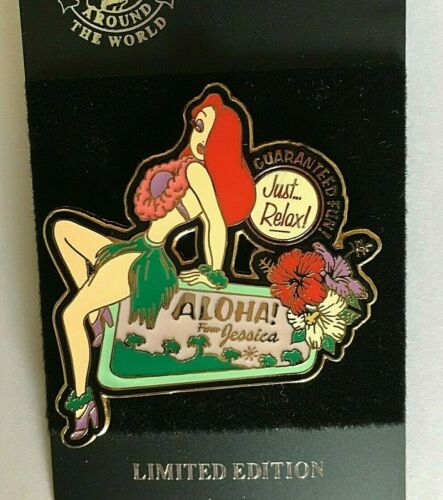 AROUND
THE WORLD
GUARANTEED FUN!
Just...
Relax!
ALOHA!
From Jessica
LIMITED EDITION